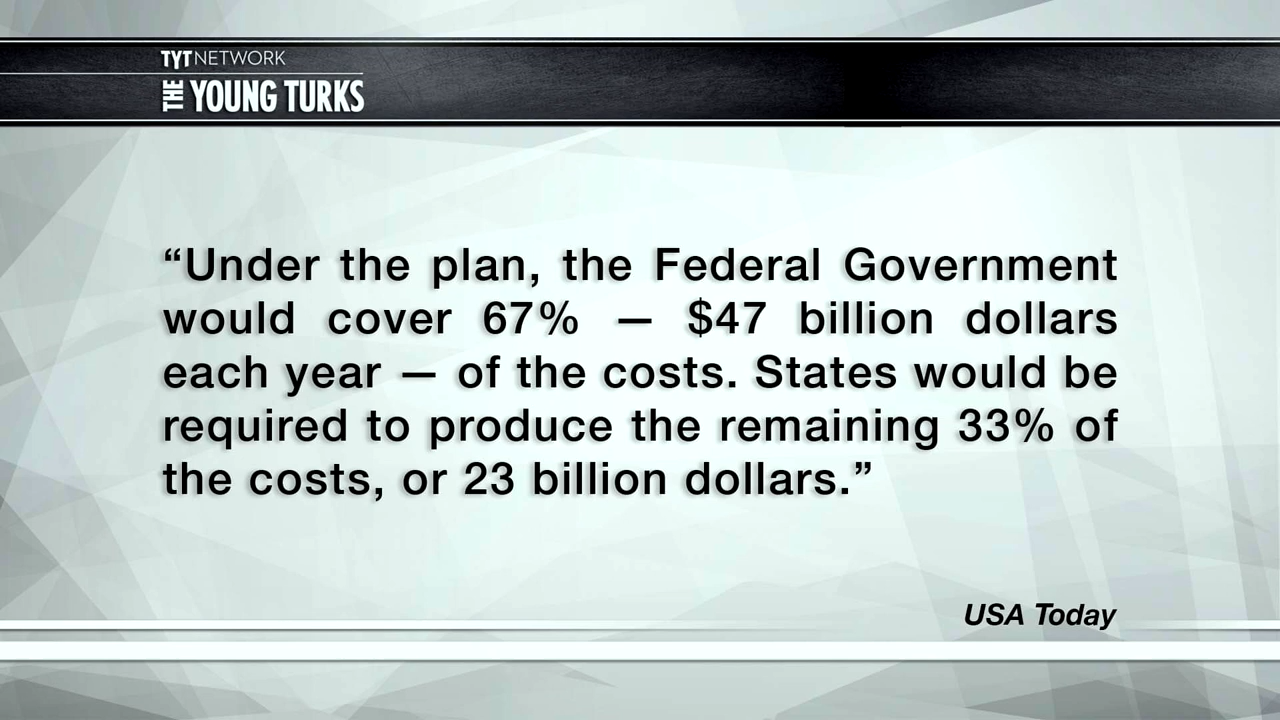 TYT NETWORK
THE YOUNG TURKS
“Under the plan, the Federal Government
would cover 67% — $47 billion dollars
each year — of the costs. States would be
required to produce the remaining 33% of
the costs, or 23 billion dollars.”
USA Today